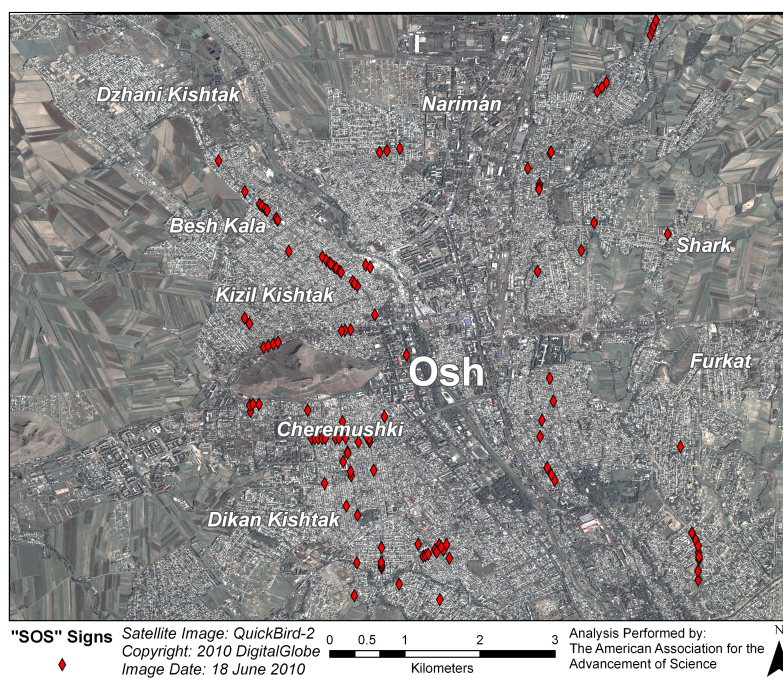 Dzhani Kishtak
Narimán
Besh Kala
Shark
Kizil Kishtak
Furkat
Osh
Cheremushki
Dikan Kishtak
"SOS" Signs
Satellite Image: QuickBird-2
Copyright: 2010 DigitalGlobe
Image Date: 18 June 2010
0 0.5 1 2 3
Kilometers
Analysis Performed by:
The American Association for the
Advancement of Science
N